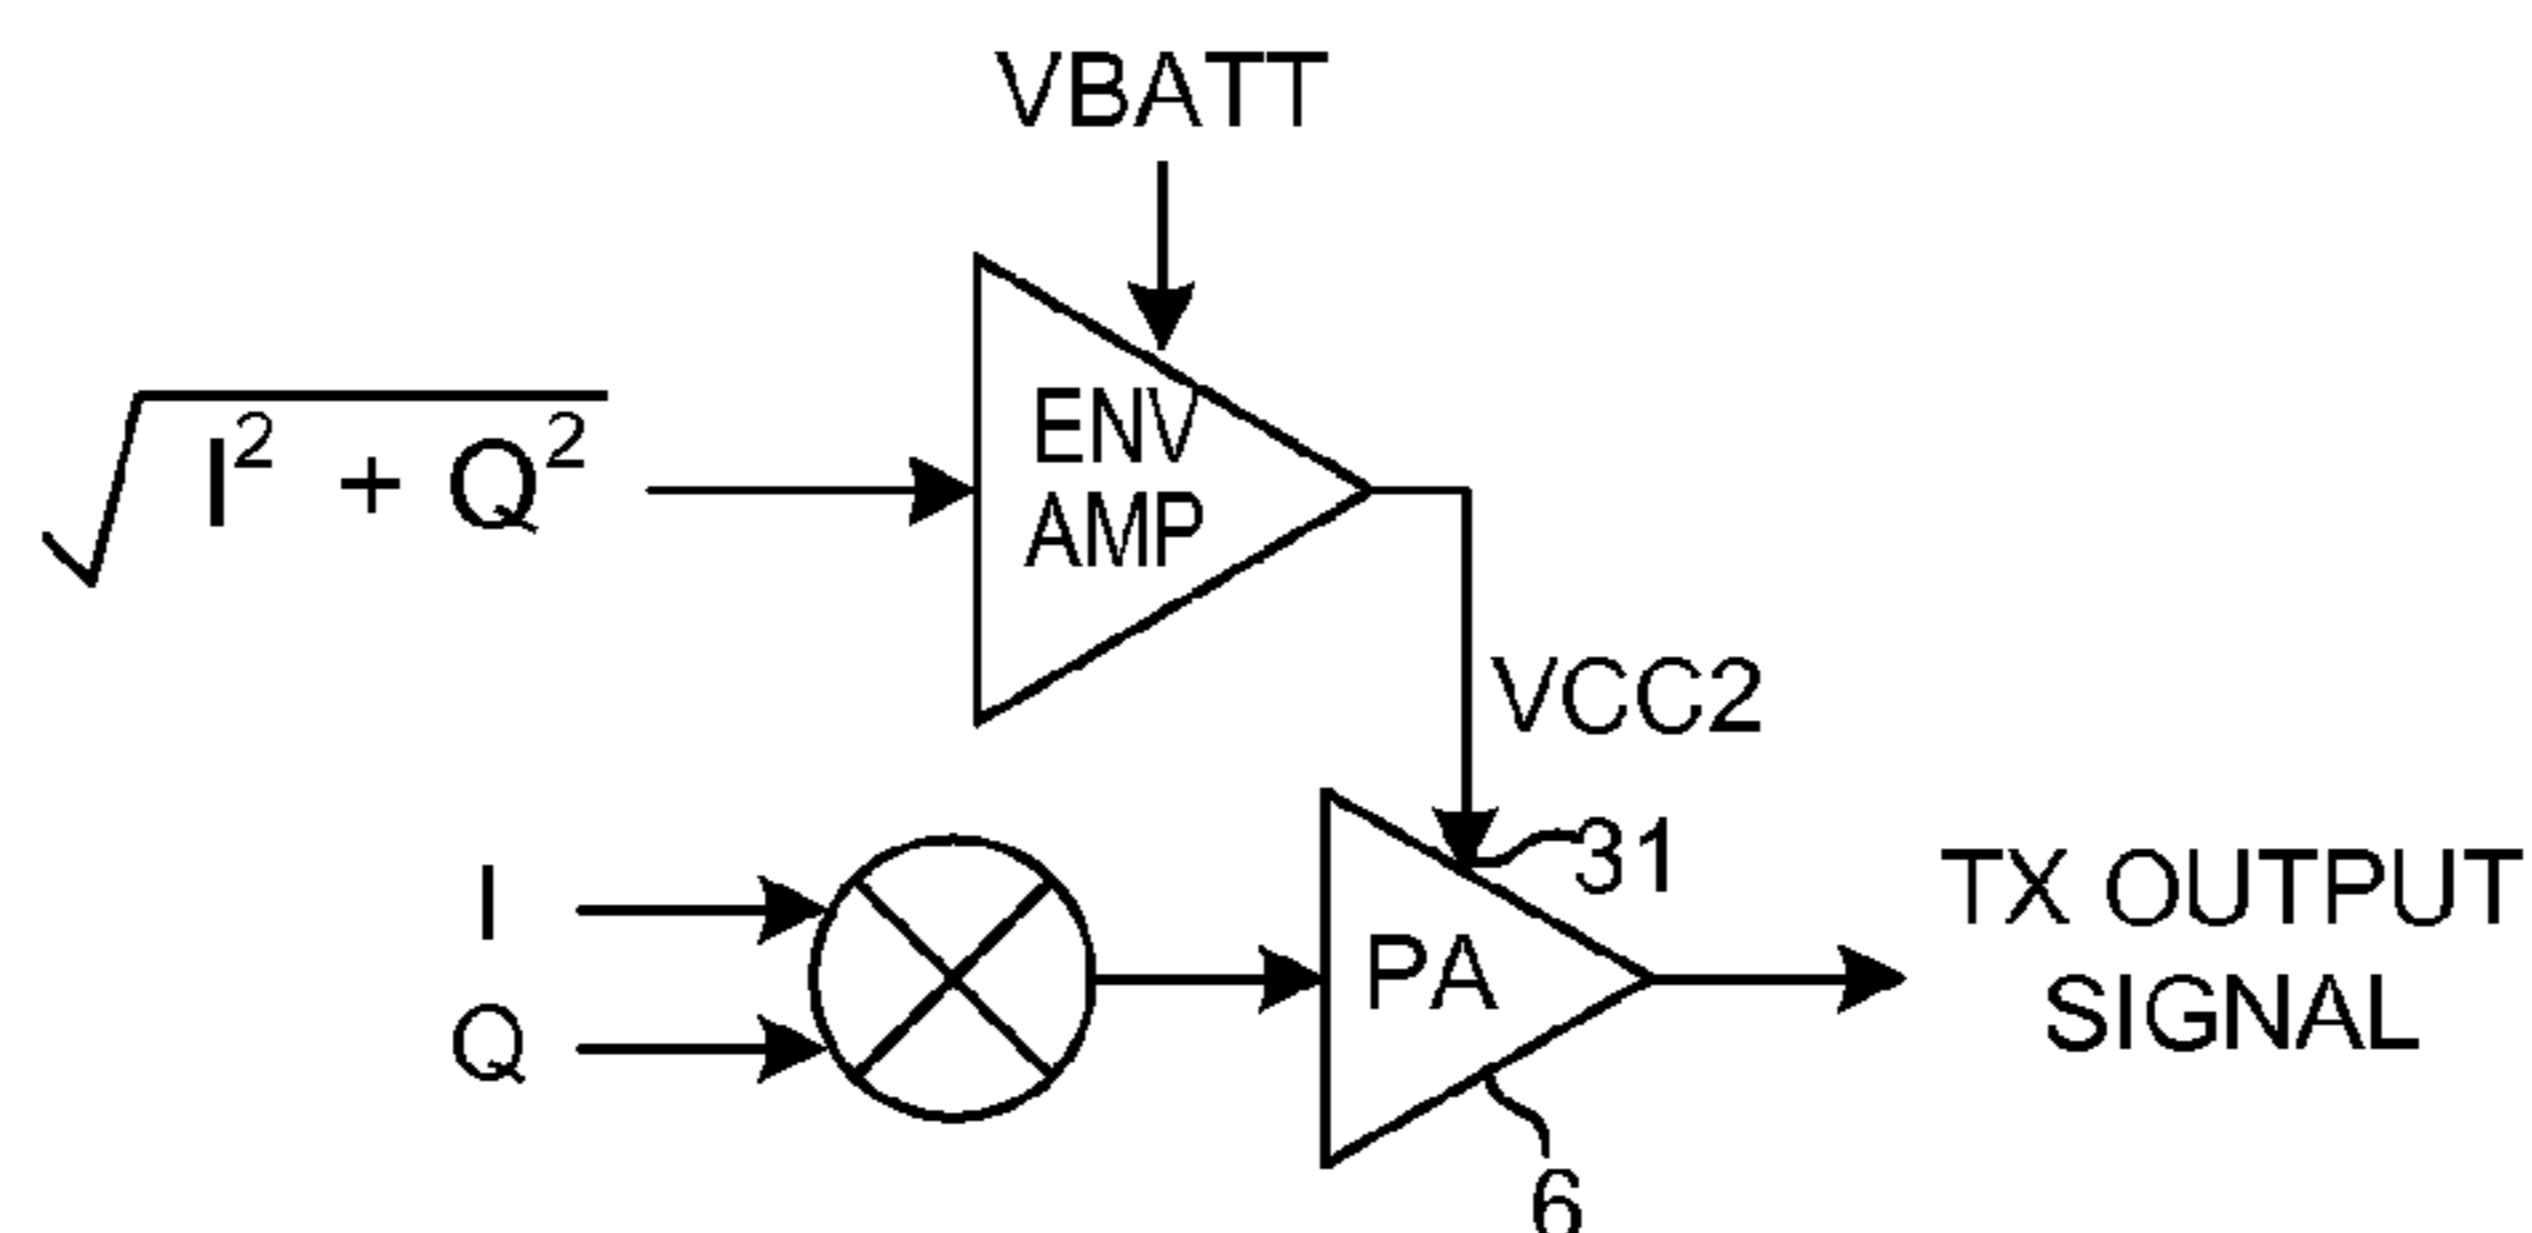 VBATT
√I² + Q²
ENV
AMP
VCC2
31
I
Q
PA
TX OUTPUT
SIGNAL
6